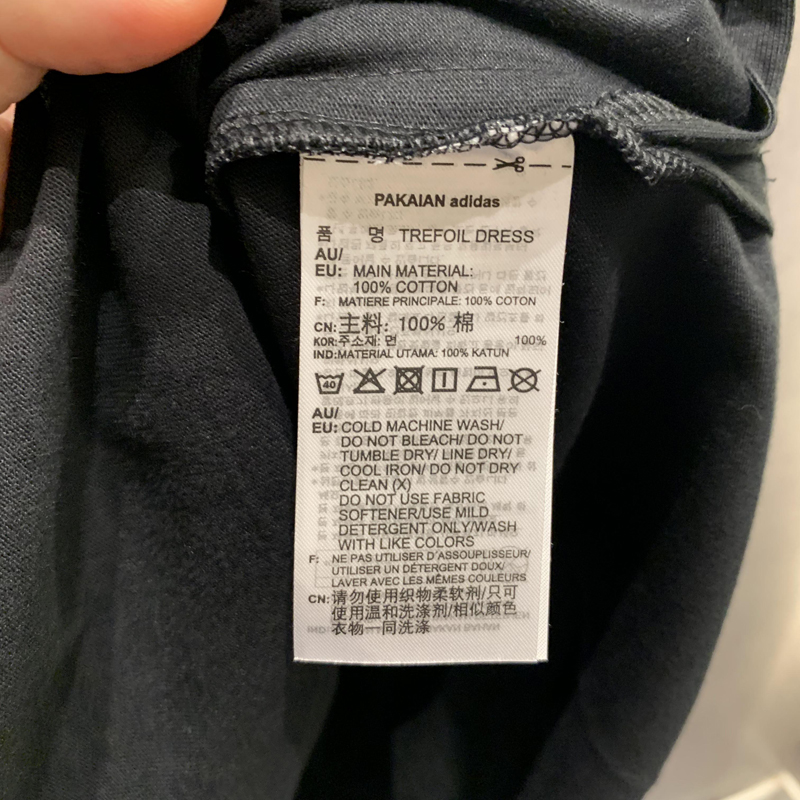 PAKAIAN adidas
품 명 TREFOIL DRESS
AU/
EU: MAIN MATERIAL:
100% COTTON
F: MATIERE PRINCIPALE: 100% COTON
CN:主料: 100% 棉
KOR:주소재: 면 100%
IND:MATERIAL UTAMA: 100% KATUN
40
AU/
EU: COLD MACHINE WASH/
DO NOT BLEACH/ DO NOT
TUMBLE DRY/ LINE DRY/
COOL IRON/ DO NOT DRY
CLEAN (X)
DO NOT USE FABRIC
SOFTENER/USE MILD
DETERGENT ONLY/WASH
WITH LIKE COLORS
F: NE PAS UTILISER D'ASSOUPLISSEUR/
UTILISER UN DÉTERGENT DOUX/
LAVER AVEC LES MÊMES COULEURS
CN:请勿使用织物柔软剂/只可
使用温和洗涤剂/相似颜色
衣物一同洗涤